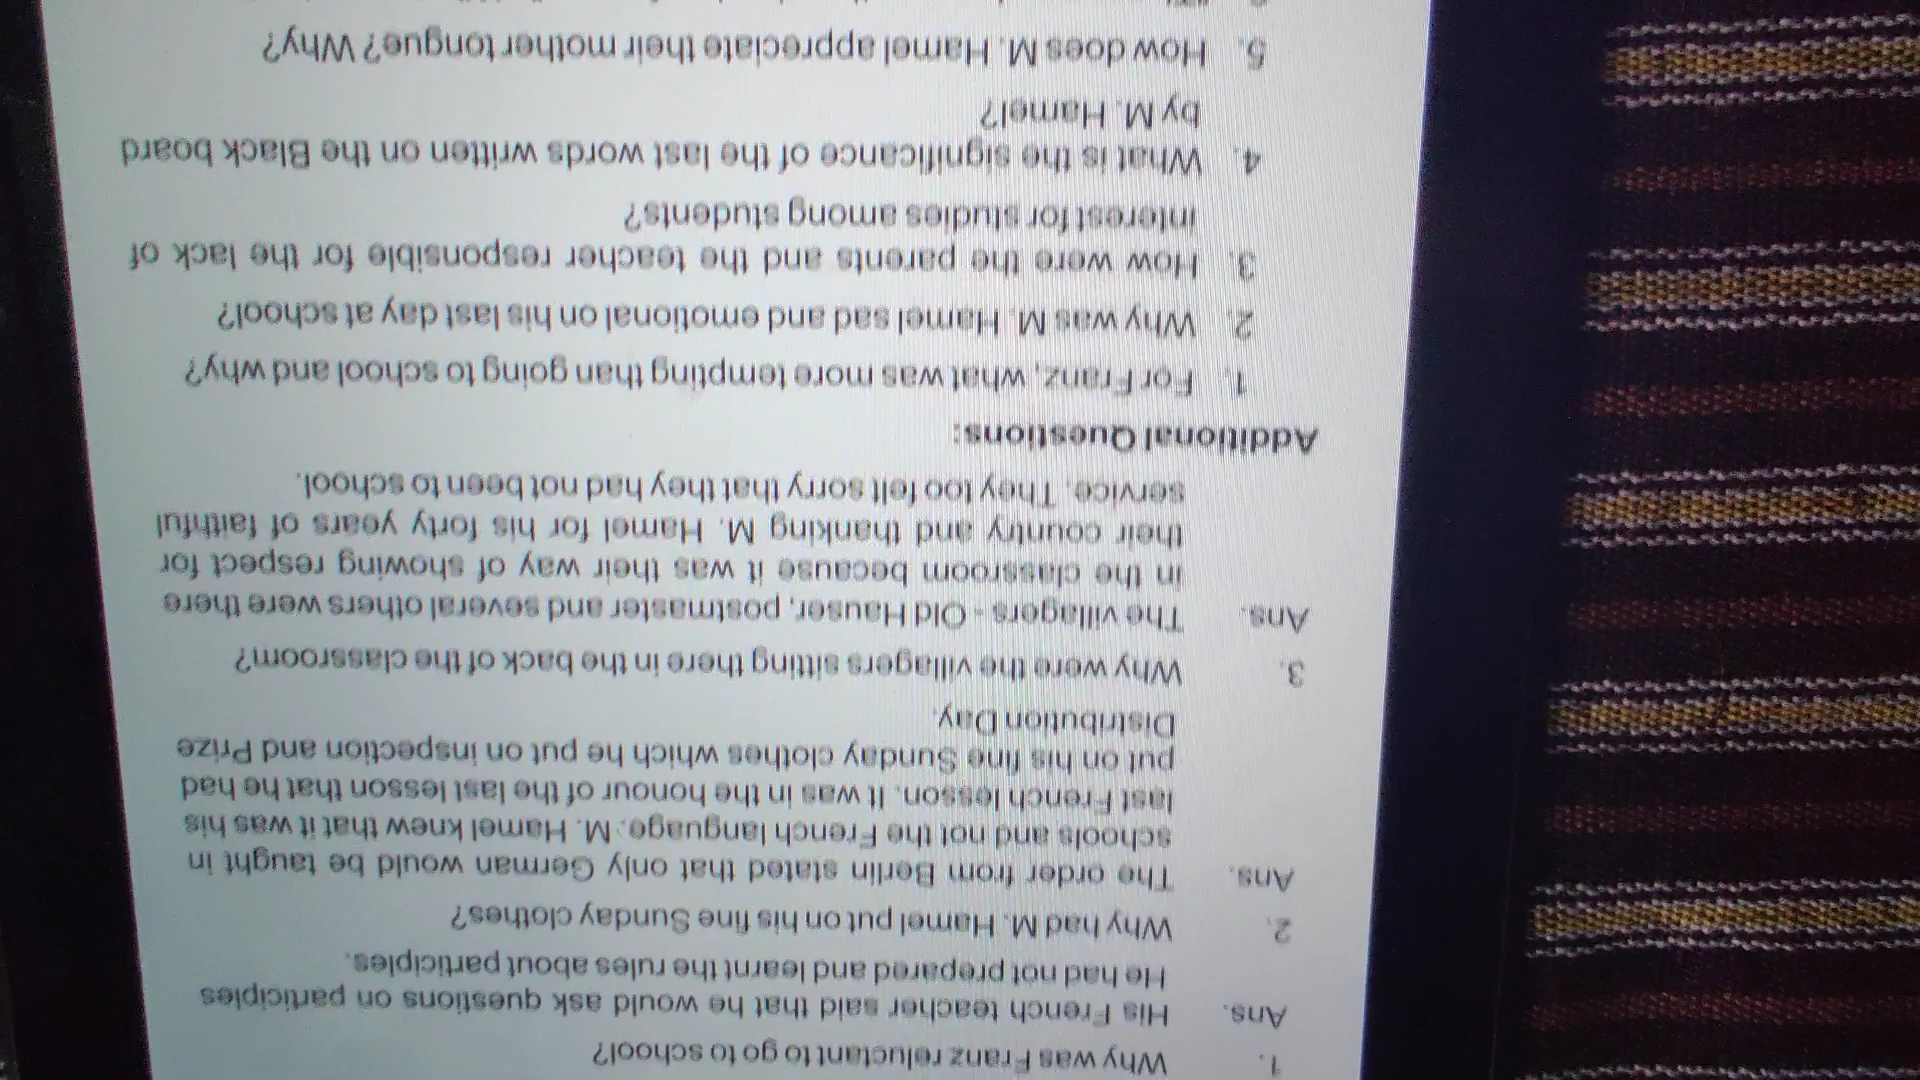 1. Why was Franz reluctant to go to school?
Ans. His French teacher said that he would ask questions on participles
He had not prepared and learnt the rules about participles.
2. Why had M. Hamel put on his fine Sunday clothes?
Ans. The order from Berlin stated that only German would be taught in
schools and not the French language. M. Hamel knew that it was his
last French lesson. It was in the honour of the last lesson that he had
put on his fine Sunday clothes which he put on inspection and Prize
Distribution Day.
3. Why were the villagers sitting there in the back of the classroom?
Ans. The villagers - Old Hauser, postmaster and several others were there
in the classroom because it was their way of showing respect for
their country and thanking M. Hamel for his forty years of faithful
service. They too felt sorry that they had not been to school.
Additional Questions:
1. For Franz, what was more tempting than going to school and why?
2. Why was M. Hamel sad and emotional on his last day at school?
3. How were the parents and the teacher responsible for the lack of
interest for studies among students?
4. What is the significance of the last words written on the Black board
by M. Hamel?
5. How does M. Hamel appreciate their mother tongue? Why?